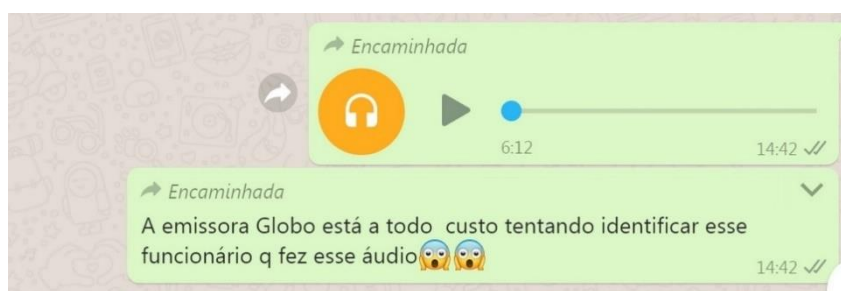 Encaminhada
6:12
14:42
Encaminhada
A emissora Globo está a todo custo tentando identificar esse
funcionário q fez esse áudio😱😱
14:42